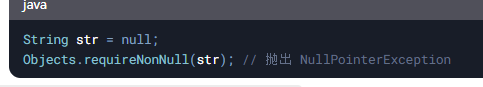 java
String str = null;
Objects.requireNonNull(str); // 抛出 NullPointerException